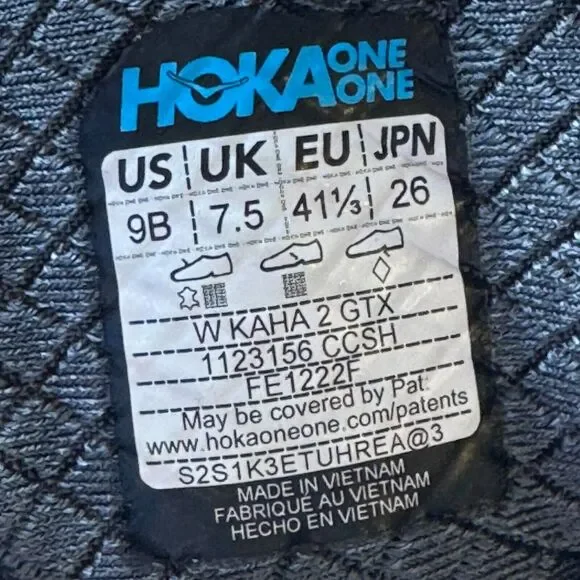 HOKA ONE ONE
US UK EU JPN
9B 7.5 41⅓ 26
W KAHA 2 GTX
1123156 CCSH
FE1222F
May be covered by Pat:
www.hokaoneone.com/patents
S2S1K3ETUHREA@3
MADE IN VIETNAM
FABRIQUÉ AU VIETNAM
HECHO EN VIETNAM